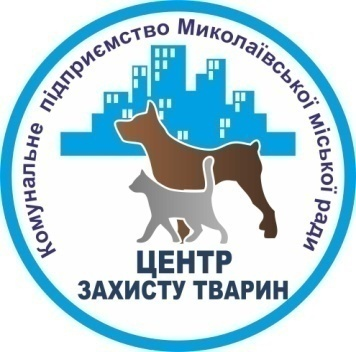 Комунальне підприємство Миколаївської міської ради
ЦЕНТР
ЗАХИСТУ ТВАРИН